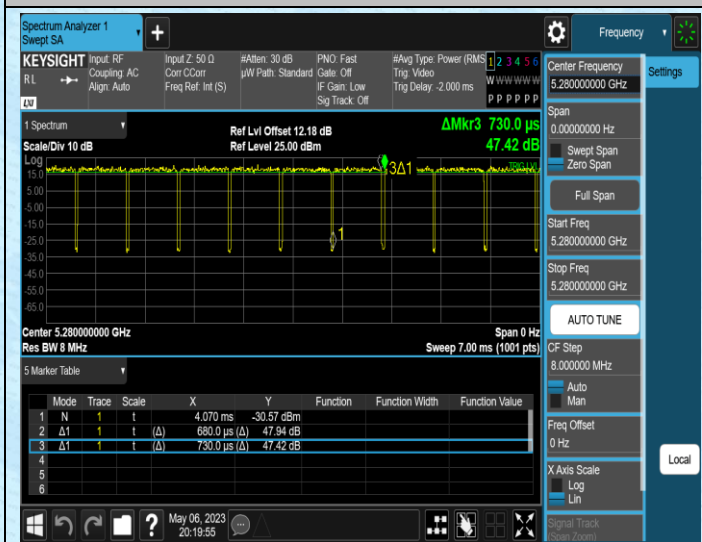 Spectrum Analyzer 1
Swept SA
+
Frequency
KEYSIGHT
RL
LXI
Input: RF
Coupling: AC
Align: Auto
Input Z: 50 Ω
Corr CCorr
Freq Ref: Int (S)
#Atten: 30 dB
µW Path: Standard
PNO: Fast
Gate: Off
IF Gain: Low
Sig Track: Off
#Avg Type: Power (RMS
Trig: Video
Trig Delay: -2.000 ms
1 2 3 4 5 6
W W W W W W
P P P P P P
1 Spectrum
Scale/Div 10 dB
Ref Lvl Offset 12.18 dB
Ref Level 25.00 dBm
ΔMkr3 730.0 µs
47.42 dB
Log
15.0
5.00
-5.00
-15.0
-25.0
-35.0
-45.0
-55.0
-65.0
3Δ1
TRIG LVL
1
Center 5.280000000 GHz
Res BW 8 MHz
Span 0 Hz
Sweep 7.00 ms (1001 pts)
5 Marker Table
Mode Trace Scale X Y Function Function Width Function Value
1 N 1 t 4.070 ms -30.57 dBm
2 Δ1 1 t (Δ) 680.0 µs (Δ) 47.94 dB
3 Δ1 1 t (Δ) 730.0 µs (Δ) 47.42 dB
4
5
6
?
May 06, 2023
20:19:55
Center Frequency
5.280000000 GHz
Span
0.00000000 Hz
Swept Span
Zero Span
Full Span
Start Freq
5.280000000 GHz
Stop Freq
5.280000000 GHz
AUTO TUNE
CF Step
8.000000 MHz
Auto
Man
Freq Offset
0 Hz
X Axis Scale
Log
Lin
Signal Track
(Span Zoom)
Settings
Local